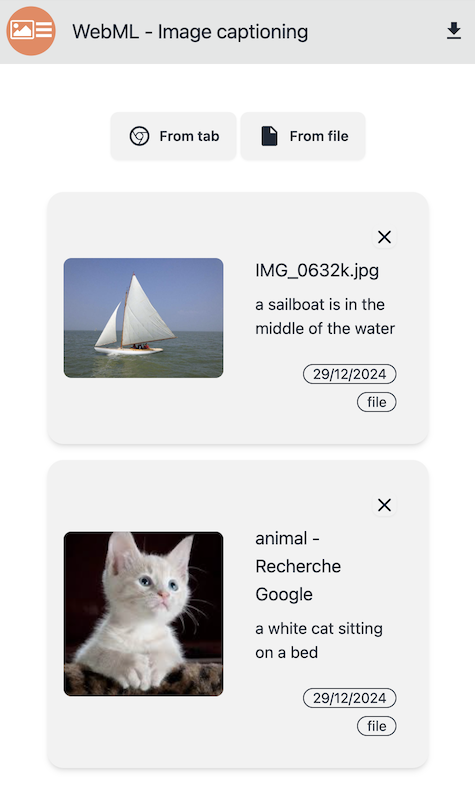 WebML - Image captioning
From tab
From file
IMG_0632k.jpg
a sailboat is in the
middle of the water
29/12/2024
file
animal -
Recherche
Google
a white cat sitting
on a bed
29/12/2024
file